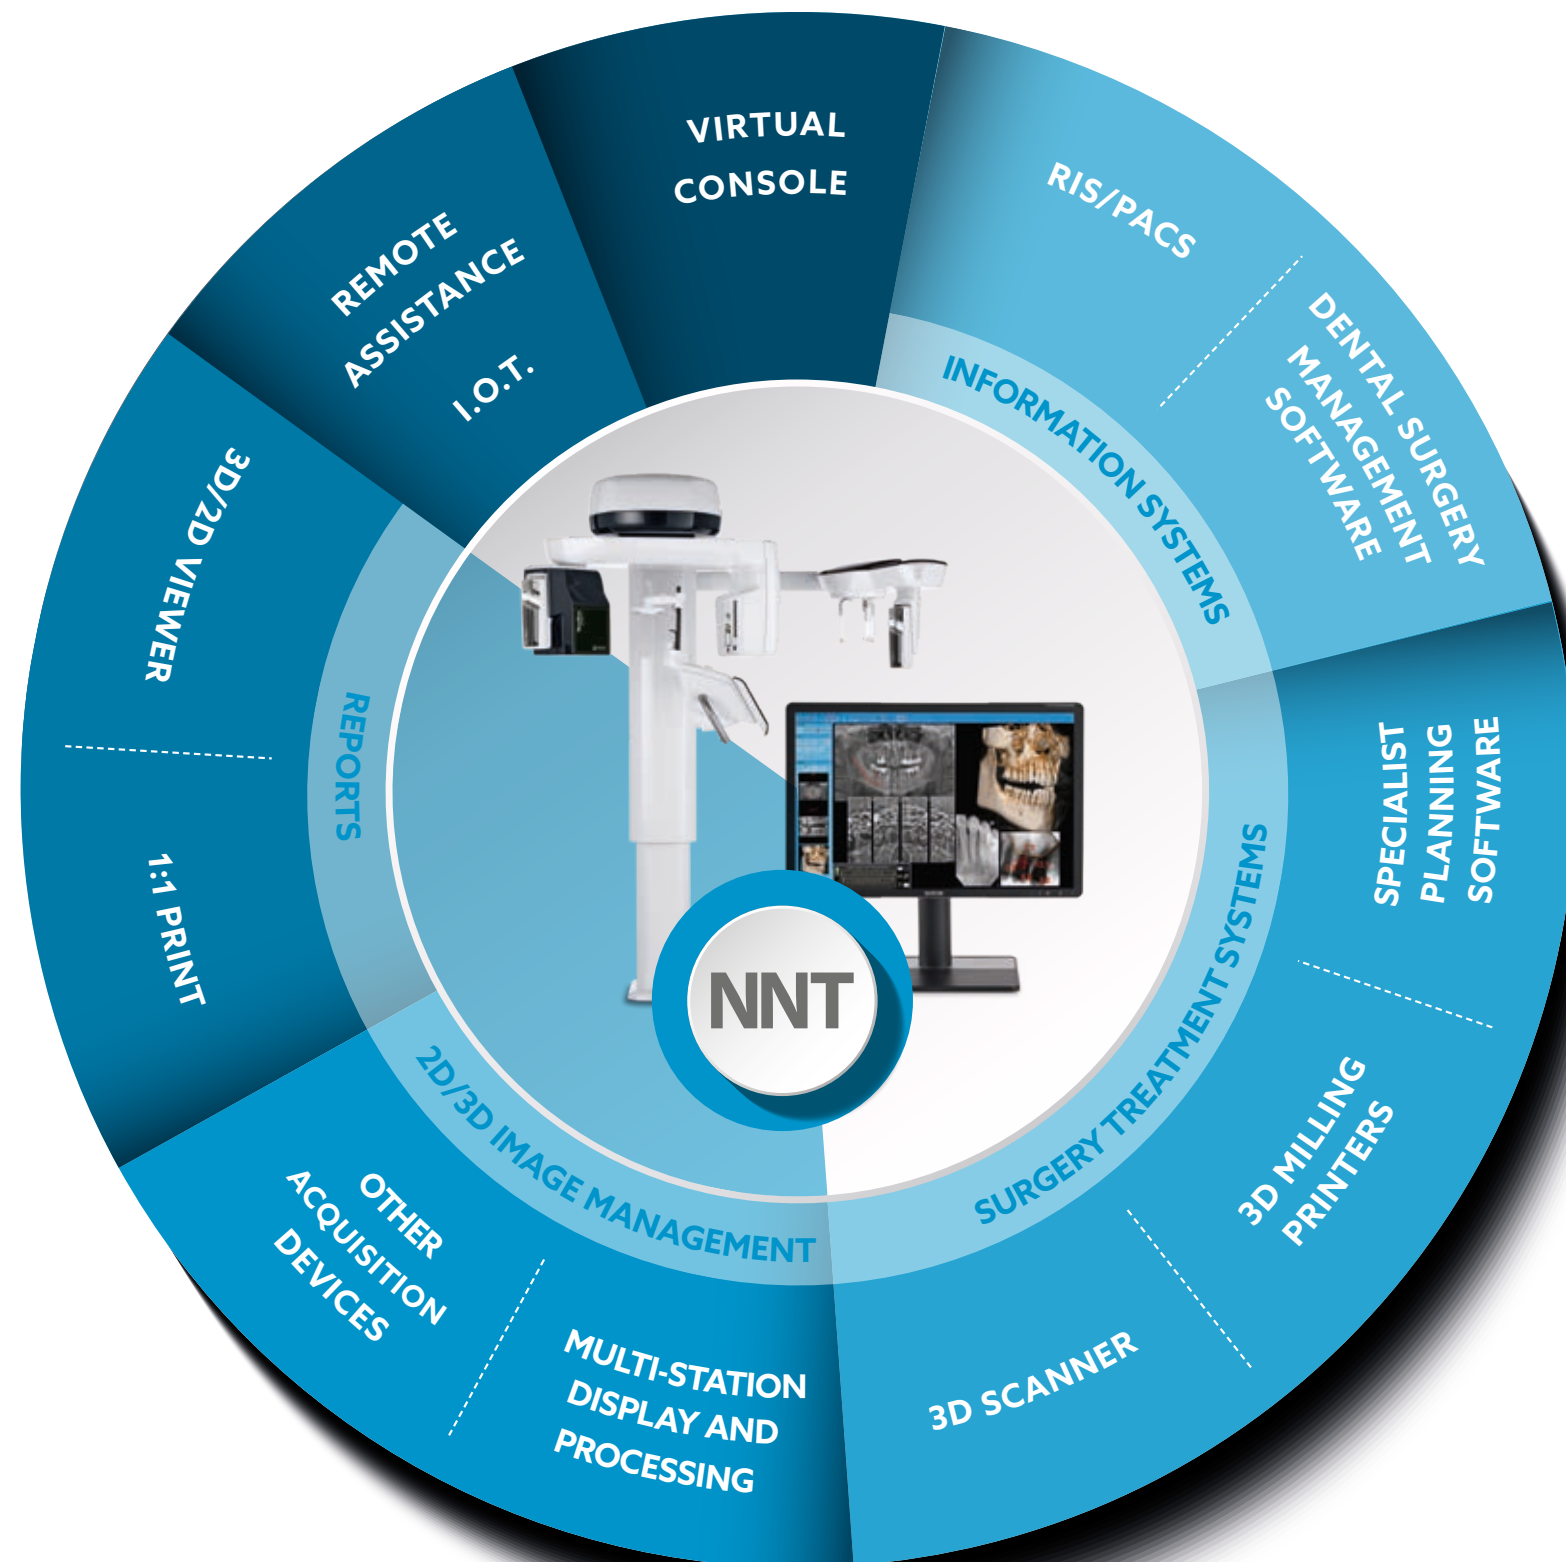 VIRTUAL
CONSOLE
RIS/PACS
DENTAL SURGERY
MANAGEMENT
SOFTWARE
INFORMATION SYSTEMS
SPECIALIST
PLANNING
SOFTWARE
3D MILLING
PRINTERS
3D SCANNER
SURGERY TREATMENT SYSTEMS
MULTI-STATION
DISPLAY AND
PROCESSING
OTHER
ACQUISITION
DEVICES
2D/3D IMAGE MANAGEMENT
1:1 PRINT
3D/2D VIEWER
REPORTS
REMOTE
ASSISTANCE
I.O.T.
NNT